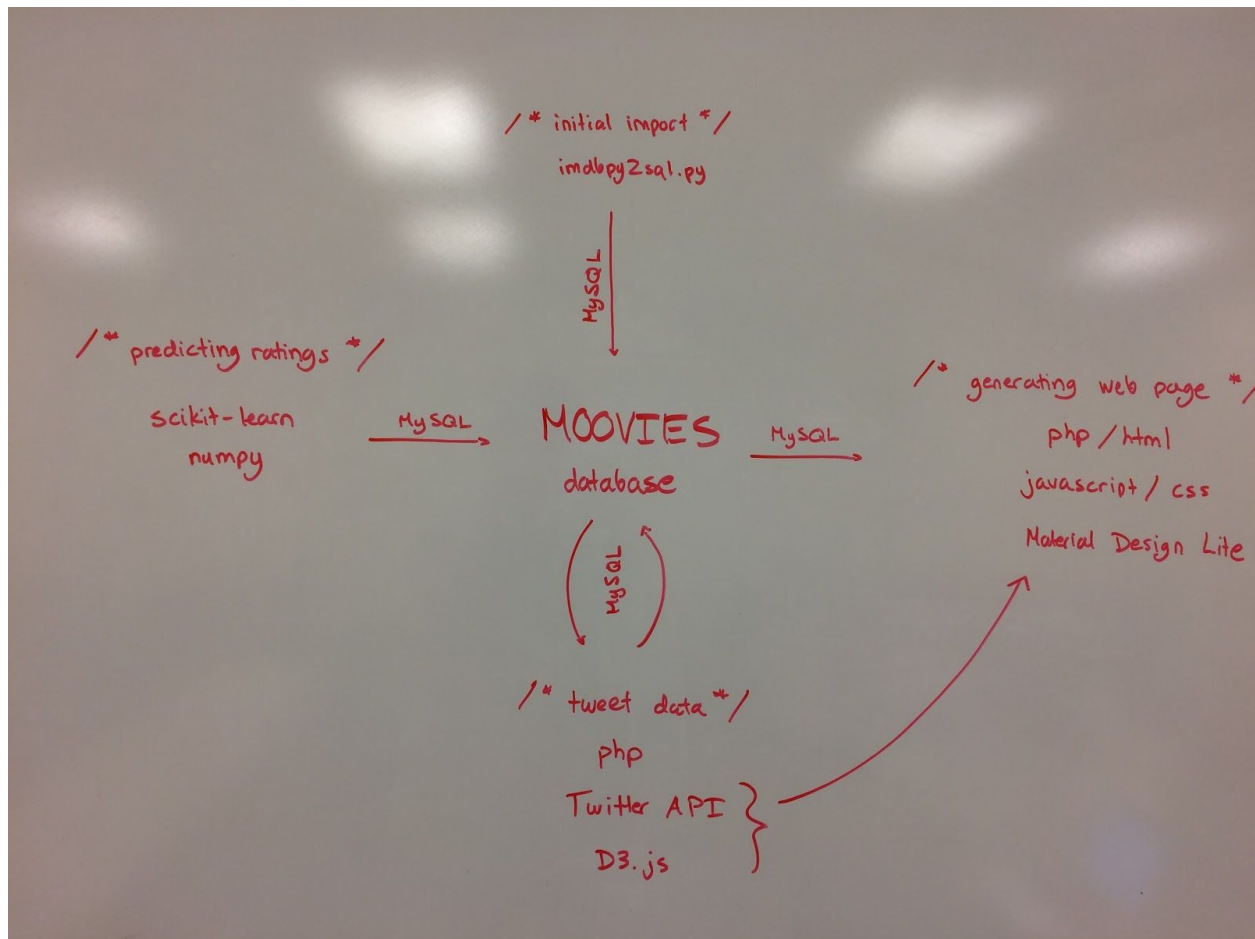 /* initial import */
imdbpy2sql.py
MySQL
/* predicting ratings */
scikit-learn
numpy
MySQL
MOOVIES
database
MySQL
/* generating web page */
php / html
javascript / css
Material Design Lite
MySQL
/* tweet data */
php
Twitter API
D3.js